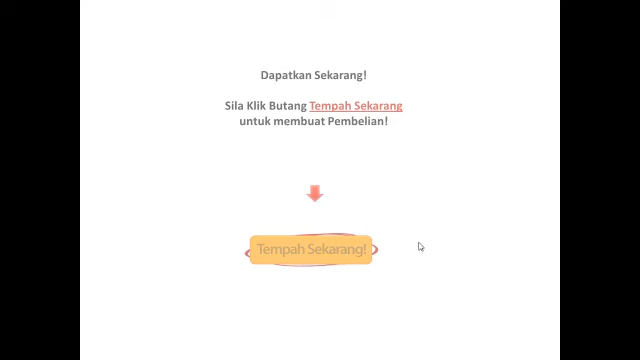 Dapatkan Sekarang!
Sila Klik Butang Tempah Sekarang
untuk membuat Pembelian!
Tempah Sekarang!